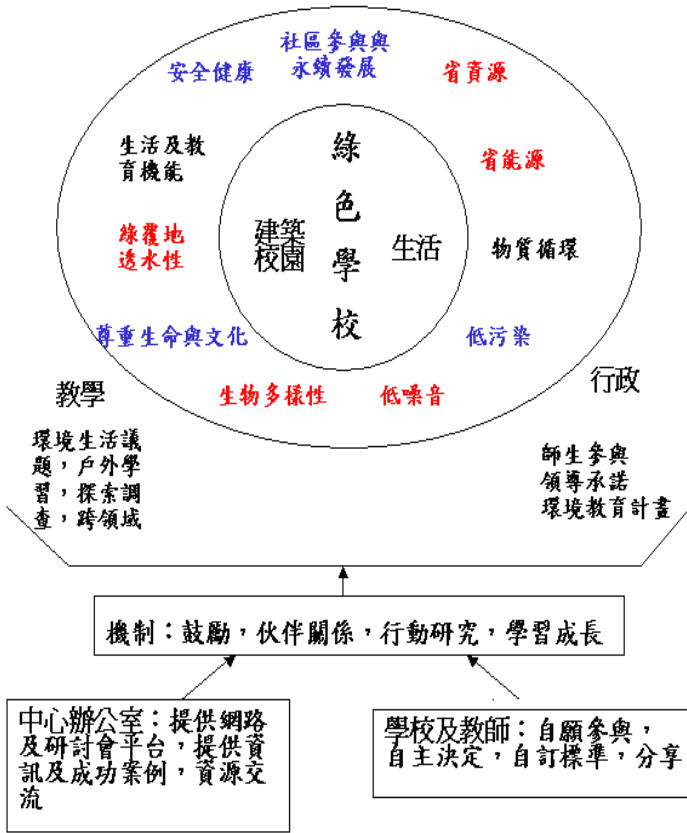 社區參與與
永續發展
安全健康
省資源
生活及教
育機能
省能源
綠色學校
建築
校園
生活
綠覆地
透水性
物質循環
尊重生命與文化
低污染
生物多樣性
低噪音
教學
行政
環境生活議
題，戶外學
習，探索調
查，跨領域
師生參與
領導承諾
環境教育計畫
機制：鼓勵，伙伴關係，行動研究，學習成長
中心辦公室：提供網路
及研討會平台，提供資
訊及成功案例，資源交
流
學校及教師：自願參與，
自主決定，自訂標準，分享